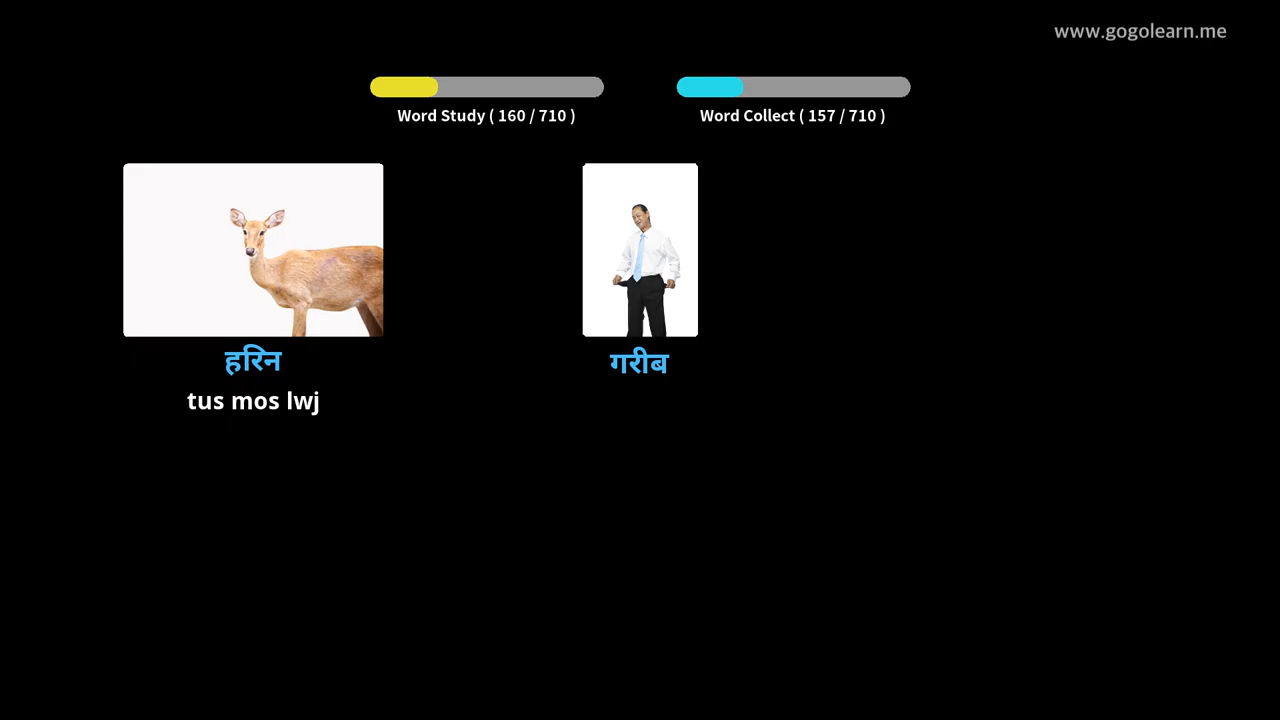 www.gogolearn.me
Word Study ( 160 / 710 )
Word Collect ( 157 / 710 )
हरिन
गरीब
tus mos lwj